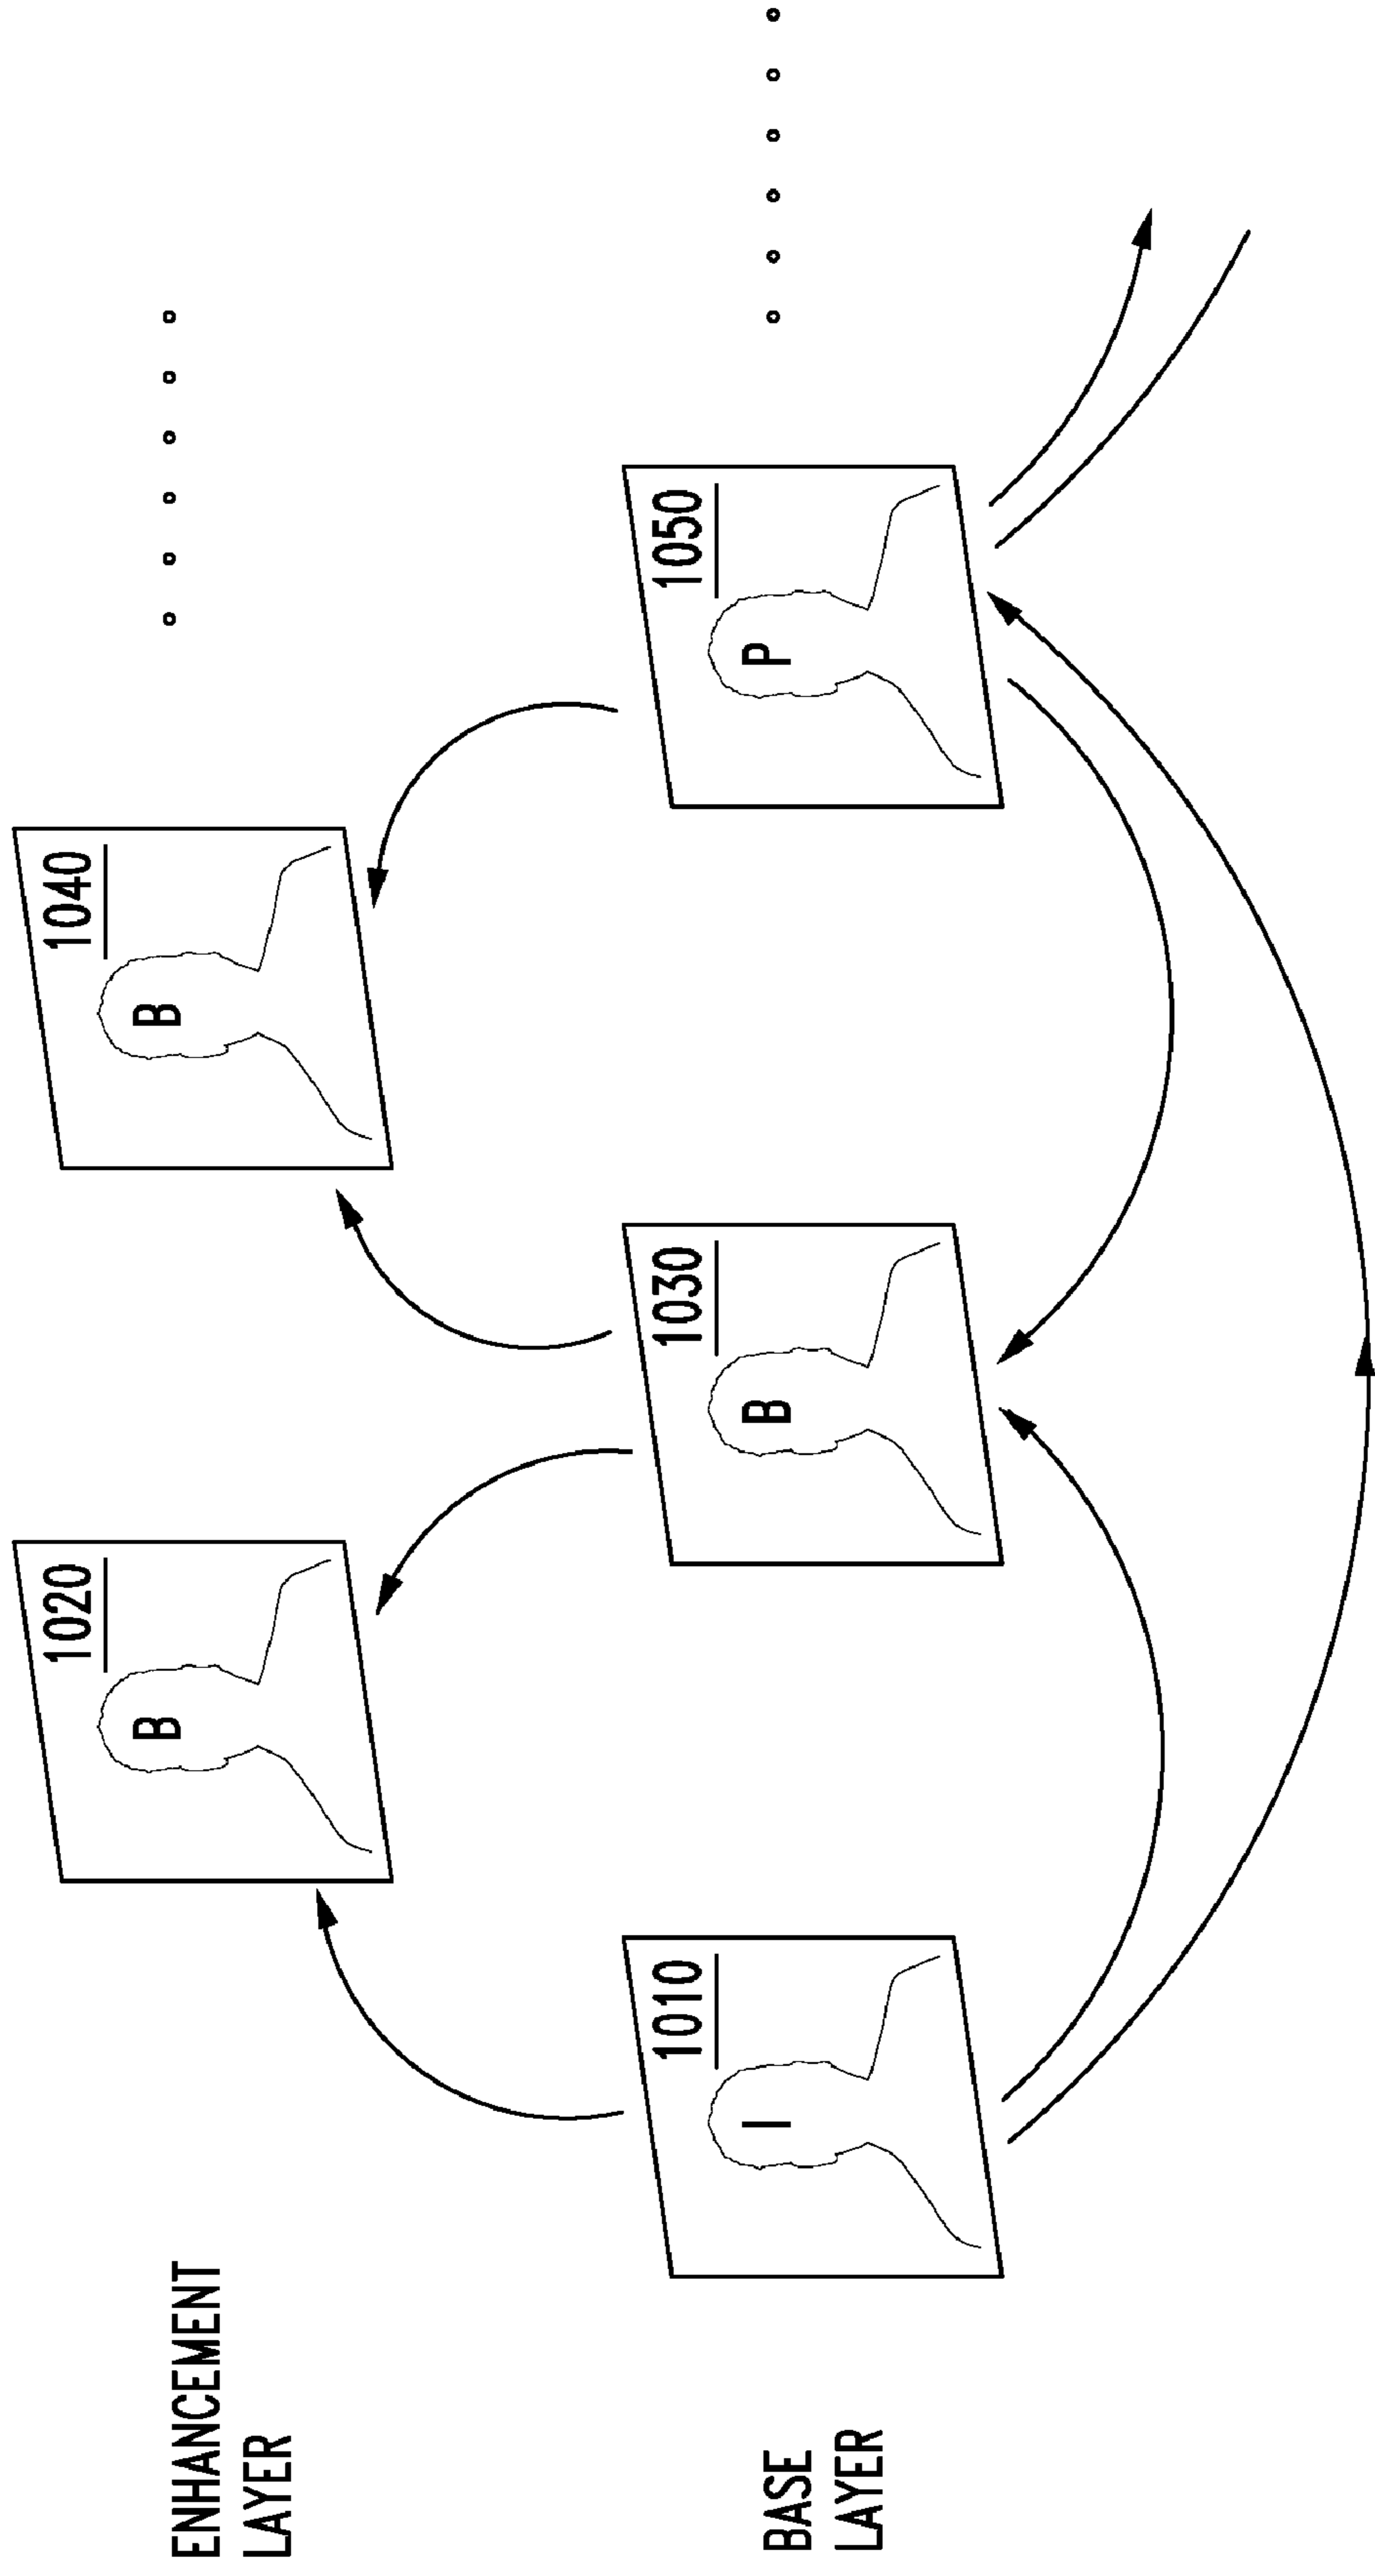 ENHANCEMENT
LAYER
1020
B
1040
B
BASE
LAYER
1010
I
1030
B
1050
P